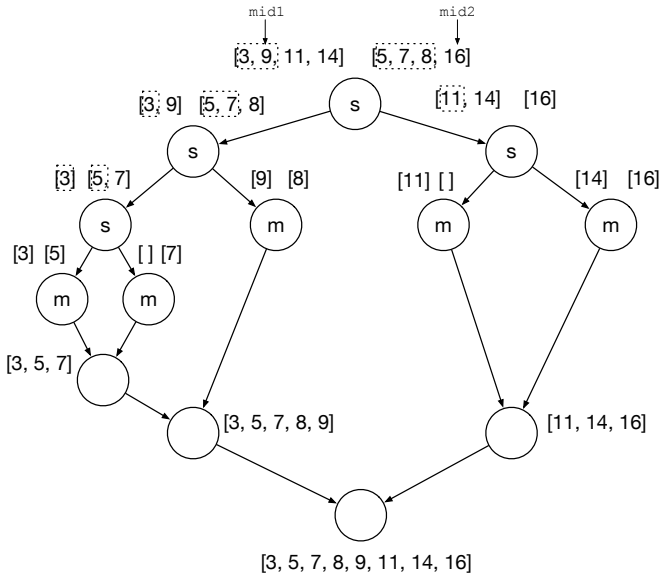 mid1 mid2
[3, 9, 11, 14] [5, 7, 8, 16]
[3, 9] [5, 7, 8] s [11, 14] [16]
s s
[3] [5, 7] [9] [8] [11] [ ] [14] [16]
s m m m
[3] [5] [ ] [7]
m m
[3, 5, 7]
[3, 5, 7, 8, 9] [11, 14, 16]
[3, 5, 7, 8, 9, 11, 14, 16]